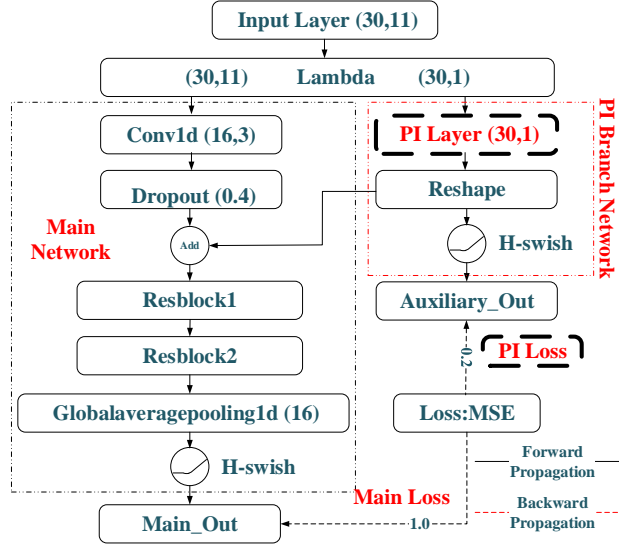 Input Layer (30,11)
(30,11) Lambda (30,1)
Conv1d (16,3)
PI Layer (30,1)
PI Branch Network
Dropout (0.4)
Reshape
Main
Network
Add
H-swish
Resblock1
Auxiliary_Out
Resblock2
0.2
PI Loss
Globalaveragepooling1d (16)
Loss:MSE
H-swish
Forward
Propagation
Main Loss
Backward
Propagation
Main_Out
1.0